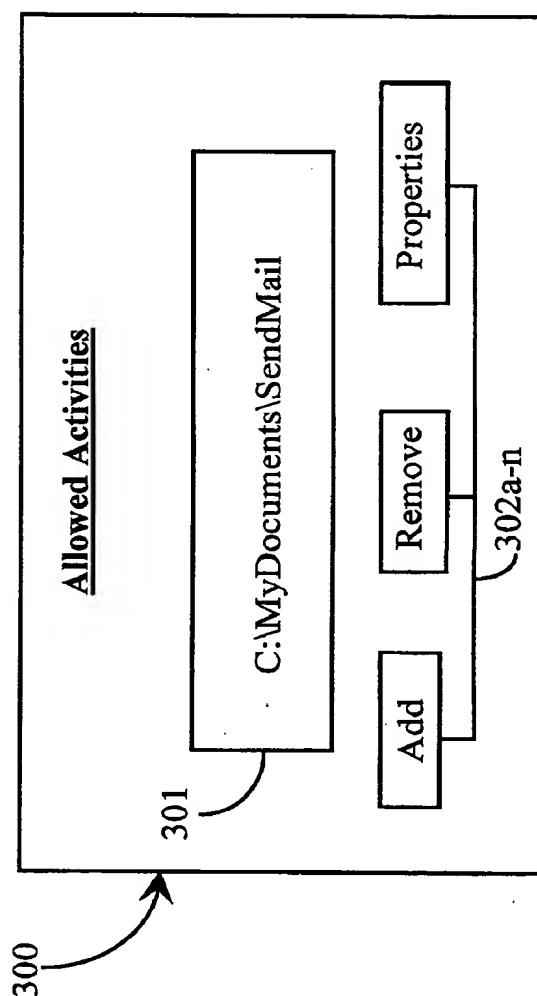 300
Allowed Activities
301
C:\MyDocuments\SendMail
Add
Remove
Properties
302a-n